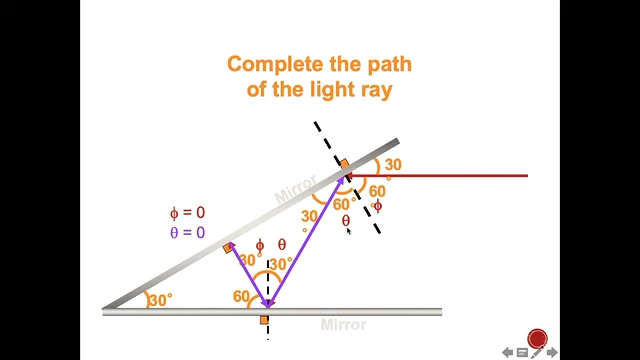 Complete the path
of the light ray
30
°
Mirror
60
°
ϕ
60°
θ
30
°
ϕ = 0
θ = 0
ϕ θ
30° 30°
60
30°
Mirror